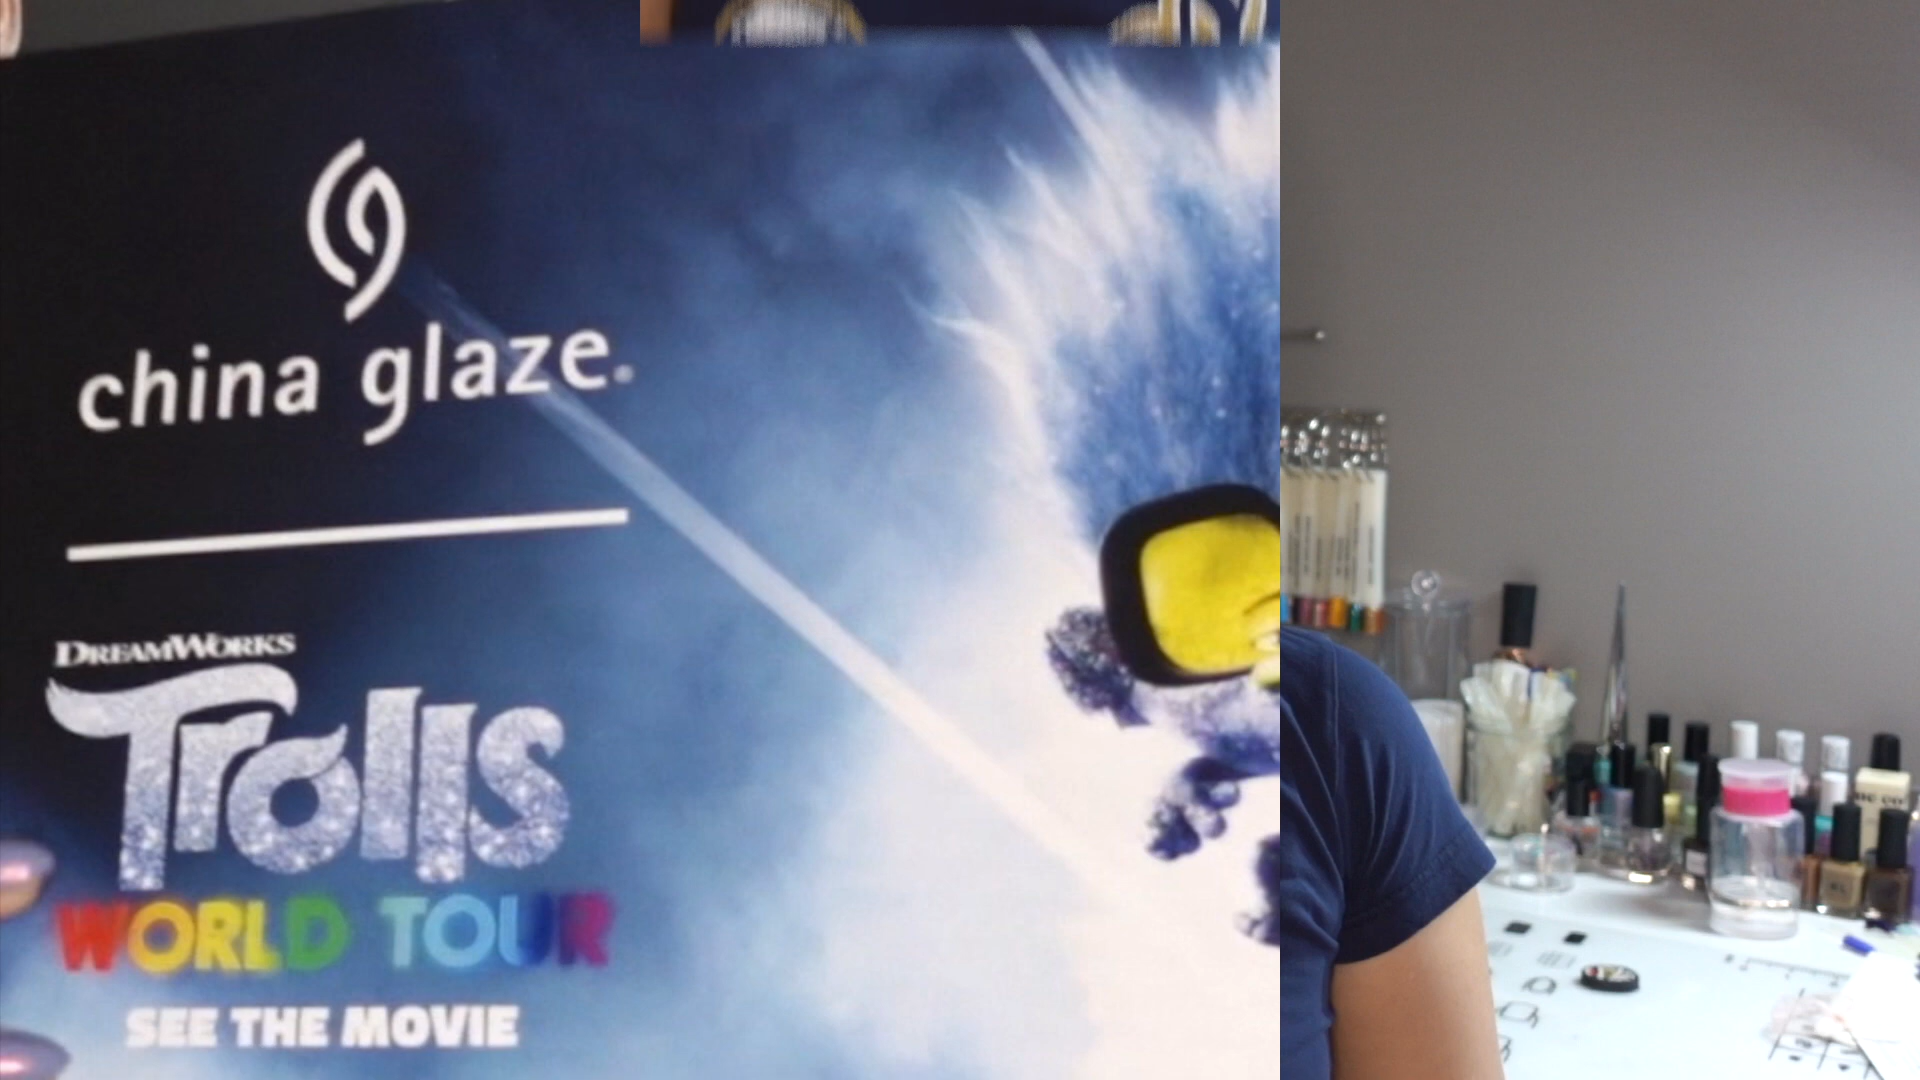 china glaze
DREAMWORKS
Trolls
WORLD TOUR
SEE THE MOVIE